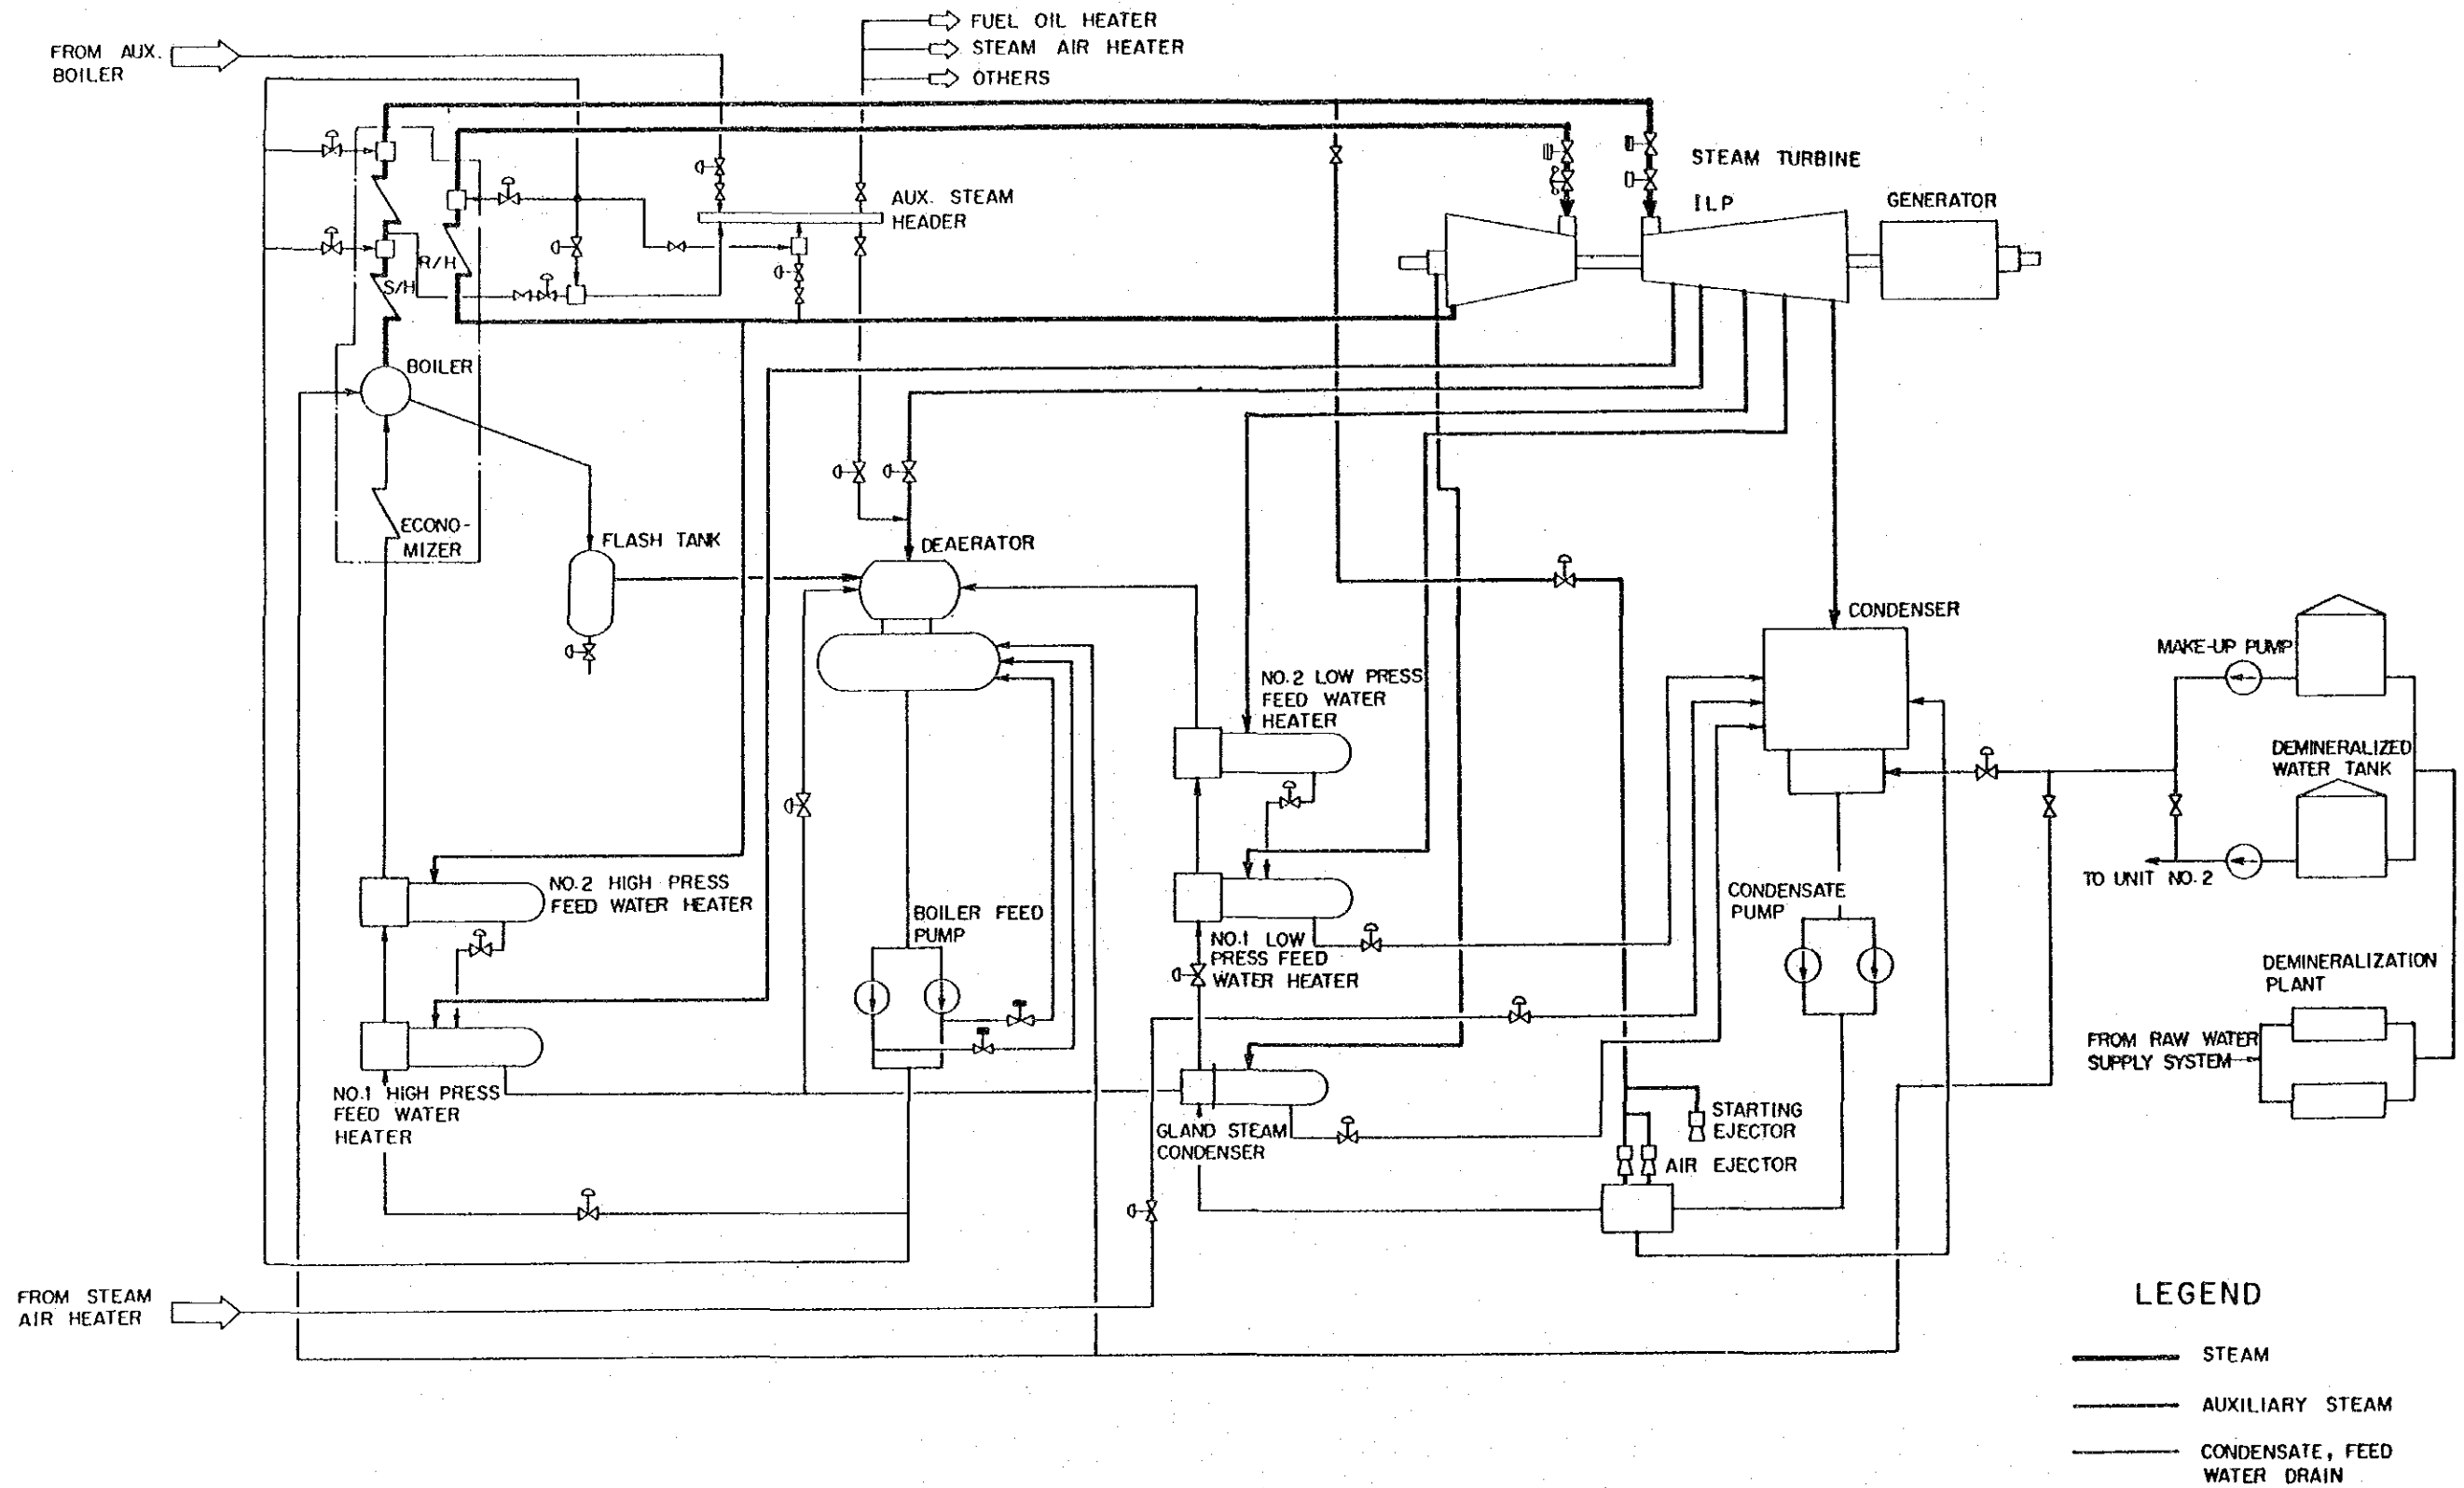 FROM AUX.
BOILER
FUEL OIL HEATER
STEAM AIR HEATER
OTHERS
AUX. STEAM
HEADER
STEAM TURBINE
ILP
GENERATOR
R/H
S/H
BOILER
ECONO-
MIZER
FLASH TANK
DEAERATOR
CONDENSER
MAKE-UP PUMP
DEMINERALIZED
WATER TANK
TO UNIT NO.2
NO.2 LOW PRESS
FEED WATER
HEATER
NO.2 HIGH PRESS
FEED WATER HEATER
BOILER FEED
PUMP
NO.1 LOW
PRESS FEED
WATER HEATER
CONDENSATE
PUMP
DEMINERALIZATION
PLANT
FROM RAW WATER
SUPPLY SYSTEM
NO.1 HIGH PRESS
FEED WATER
HEATER
GLAND STEAM
CONDENSER
STARTING
EJECTOR
AIR EJECTOR
FROM STEAM
AIR HEATER
LEGEND
STEAM
AUXILIARY STEAM
CONDENSATE, FEED
WATER DRAIN